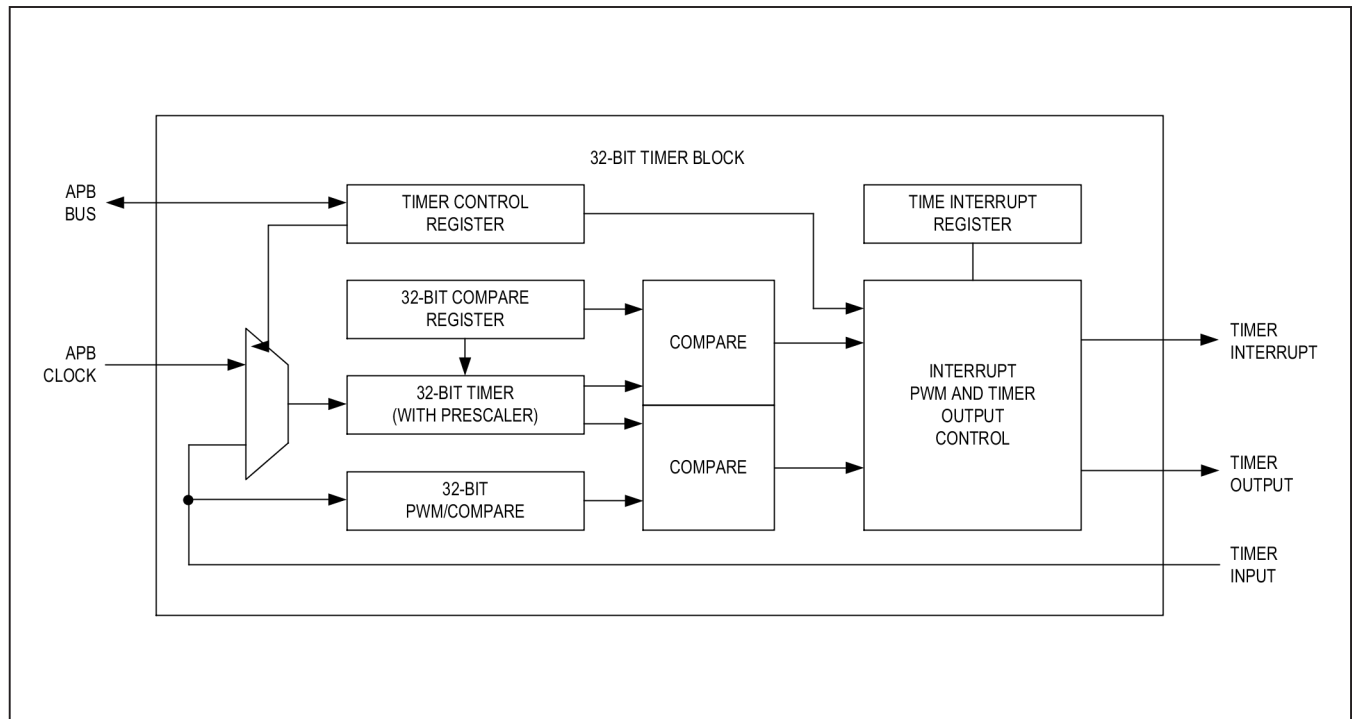 32-BIT TIMER BLOCK
APB
BUS
TIMER CONTROL
REGISTER
TIME INTERRUPT
REGISTER
32-BIT COMPARE
REGISTER
COMPARE
APB
CLOCK
32-BIT TIMER
(WITH PRESCALER)
INTERRUPT
PWM AND TIMER
OUTPUT
CONTROL
TIMER
INTERRUPT
COMPARE
32-BIT
PWM/COMPARE
TIMER
OUTPUT
TIMER
INPUT